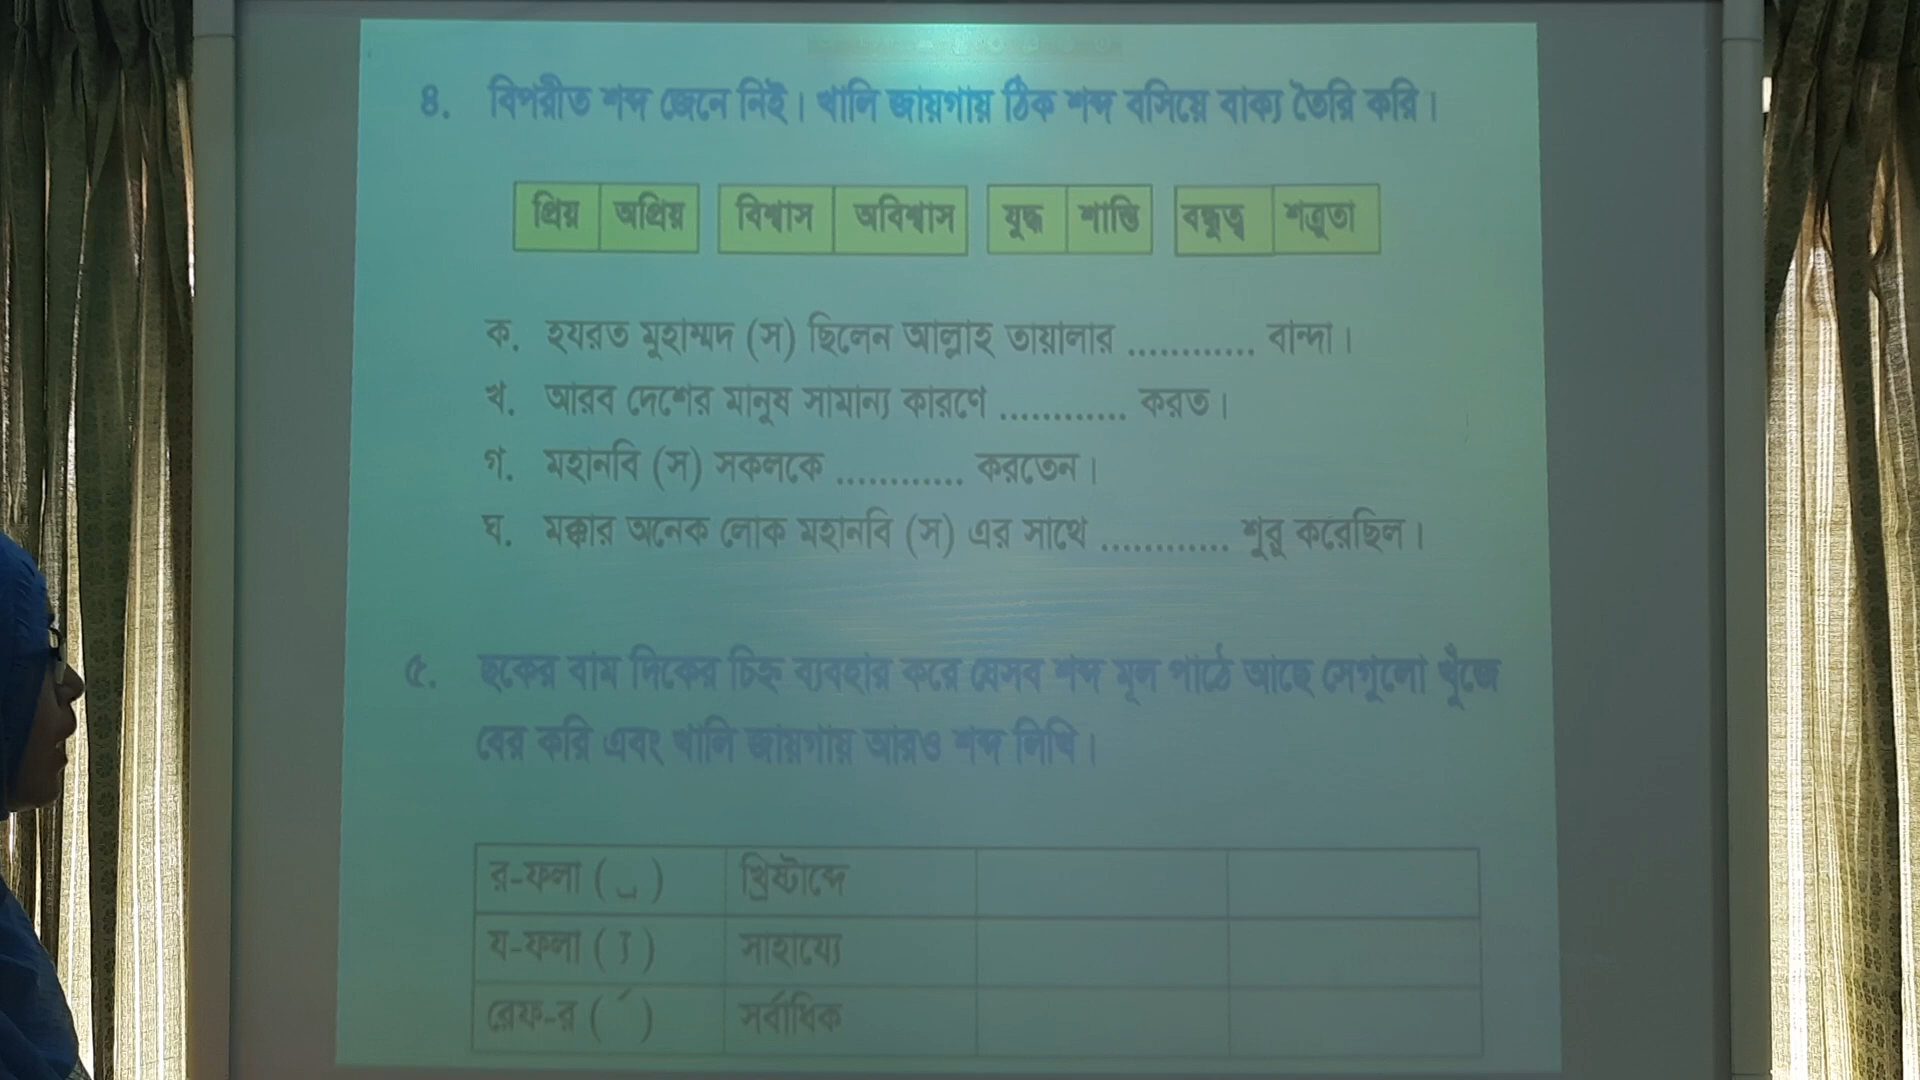 ৪. বিপরীত শব্দ জেনে নিই। খালি জায়গায় ঠিক শব্দ বসিয়ে বাক্য তৈরি করি।
প্রিয় অপ্রিয় বিশ্বাস অবিশ্বাস যুদ্ধ শান্তি বন্ধুত্ব শত্রুতা
ক. হযরত মুহাম্মদ (স) ছিলেন আল্লাহ তায়ালার ............ বান্দা।
খ. আরব দেশের মানুষ সামান্য কারণে ............ করত।
গ. মহানবি (স) সকলকে ............ করতেন।
ঘ. মক্কার অনেক লোক মহানবি (স) এর সাথে ............ শুরু করেছিল।
৫. ছকের বাম দিকের চিহ্ন ব্যবহার করে যেসব শব্দ মূল পাঠে আছে সেগুলো খুঁজে
বের করি এবং খালি জায়গায় আরও শব্দ লিখি।
র-ফলা ( ্র ) খ্রিষ্টাব্দে
য-ফলা ( ্য ) সাহায্যে
রেফ-র ( র্ ) সর্বাধিক